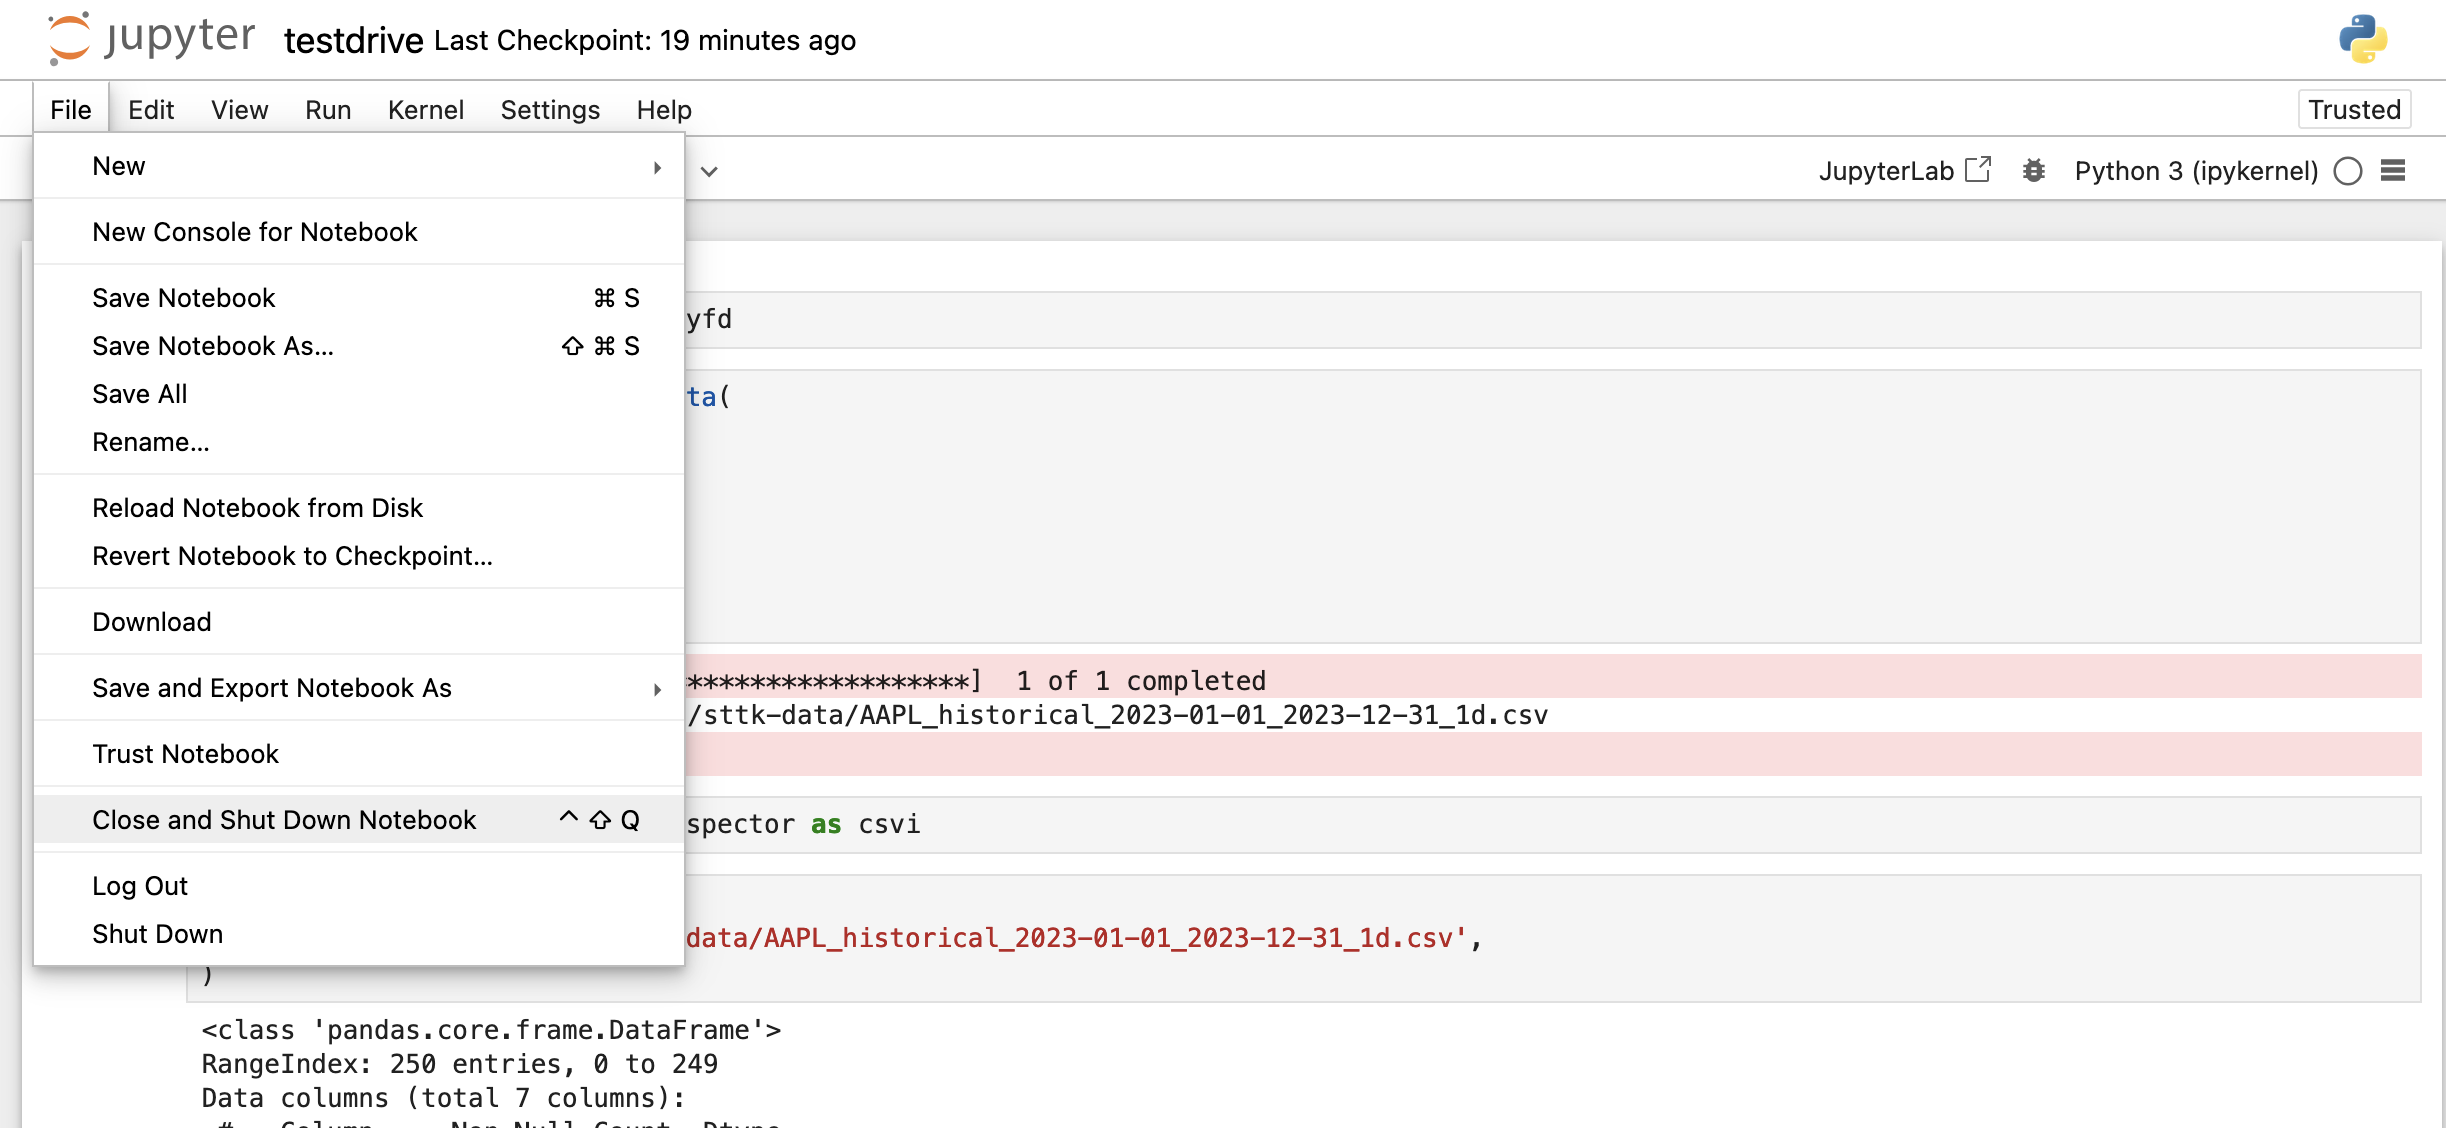 jupyter testdrive Last Checkpoint: 19 minutes ago
File Edit View Run Kernel Settings Help Trusted
JupyterLab Python 3 (ipykernel)
New
New Console for Notebook
Save Notebook ⌘ S
Save Notebook As... ⇧ ⌘ S
Save All
Rename...
Reload Notebook from Disk
Revert Notebook to Checkpoint...
Download
Save and Export Notebook As
Trust Notebook
Close and Shut Down Notebook ^ ⇧ Q
Log Out
Shut Down
yfd
ta(
******************] 1 of 1 completed
/sttk-data/AAPL_historical_2023-01-01_2023-12-31_1d.csv
spector as csvi
data/AAPL_historical_2023-01-01_2023-12-31_1d.csv',
)
<class 'pandas.core.frame.DataFrame'>
RangeIndex: 250 entries, 0 to 249
Data columns (total 7 columns):
# Column Non-Null Count Dtype